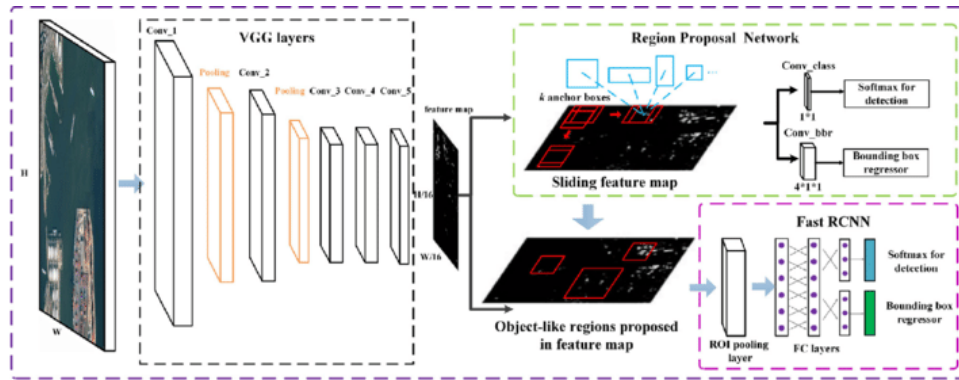 VGG layers
Conv_1
Pooling
Conv_2
Pooling
Conv_3
Conv_4
Conv_5
H
W
feature map
H/16
W/16
Region Proposal Network
k anchor boxes
...
Sliding feature map
Conv_class
1*1
Softmax for
detection
Conv_bbr
4*1*1
Bounding box
regressor
Object-like regions proposed
in feature map
Fast RCNN
ROI pooling
layer
FC layers
Softmax for
detection
Bounding box
regressor